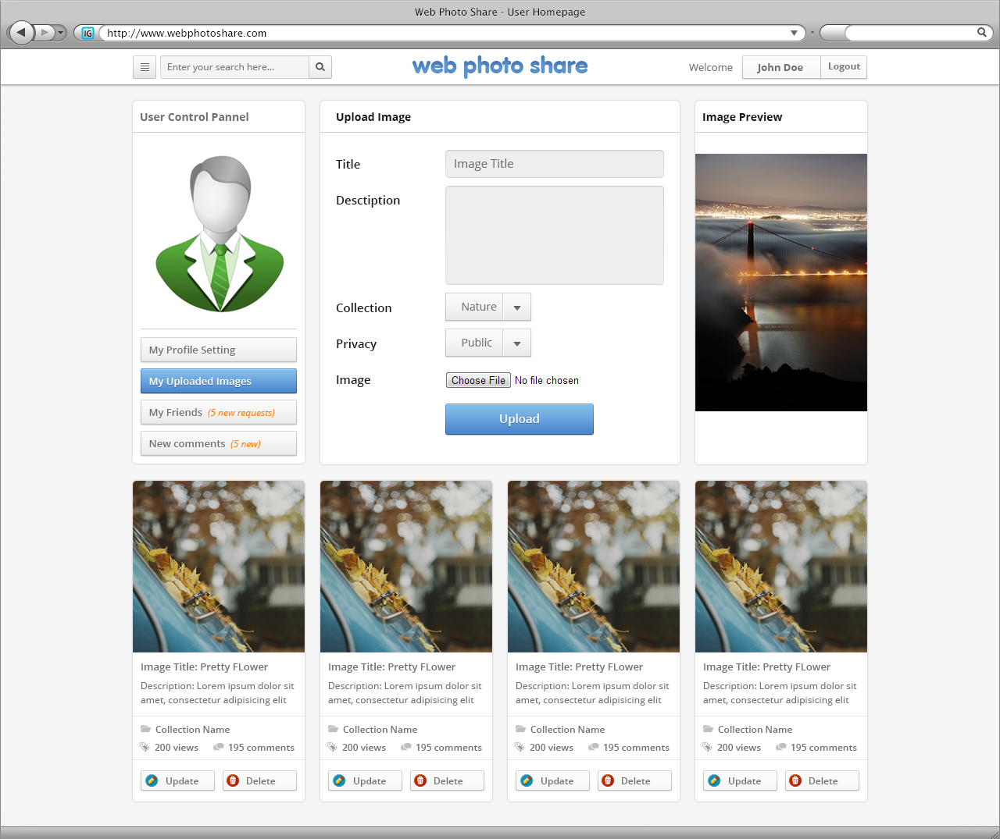 Web Photo Share - User Homepage
IG http://www.webphotoshare.com
Enter your search here...
web photo share
Welcome John Doe Logout
User Control Pannel
My Profile Setting
My Uploaded Images
My Friends (5 new requests)
New comments (5 new)
Upload Image
Title Image Title
Desctiption
Collection Nature
Privacy Public
Image Choose File No file chosen
Upload
Image Preview
Image Title: Pretty FLower
Description: Lorem ipsum dolor sit
amet, consectetur adipisicing elit
Collection Name
200 views 195 comments
Update Delete
Image Title: Pretty FLower
Description: Lorem ipsum dolor sit
amet, consectetur adipisicing elit
Collection Name
200 views 195 comments
Update Delete
Image Title: Pretty FLower
Description: Lorem ipsum dolor sit
amet, consectetur adipisicing elit
Collection Name
200 views 195 comments
Update Delete
Image Title: Pretty FLower
Description: Lorem ipsum dolor sit
amet, consectetur adipisicing elit
Collection Name
200 views 195 comments
Update Delete